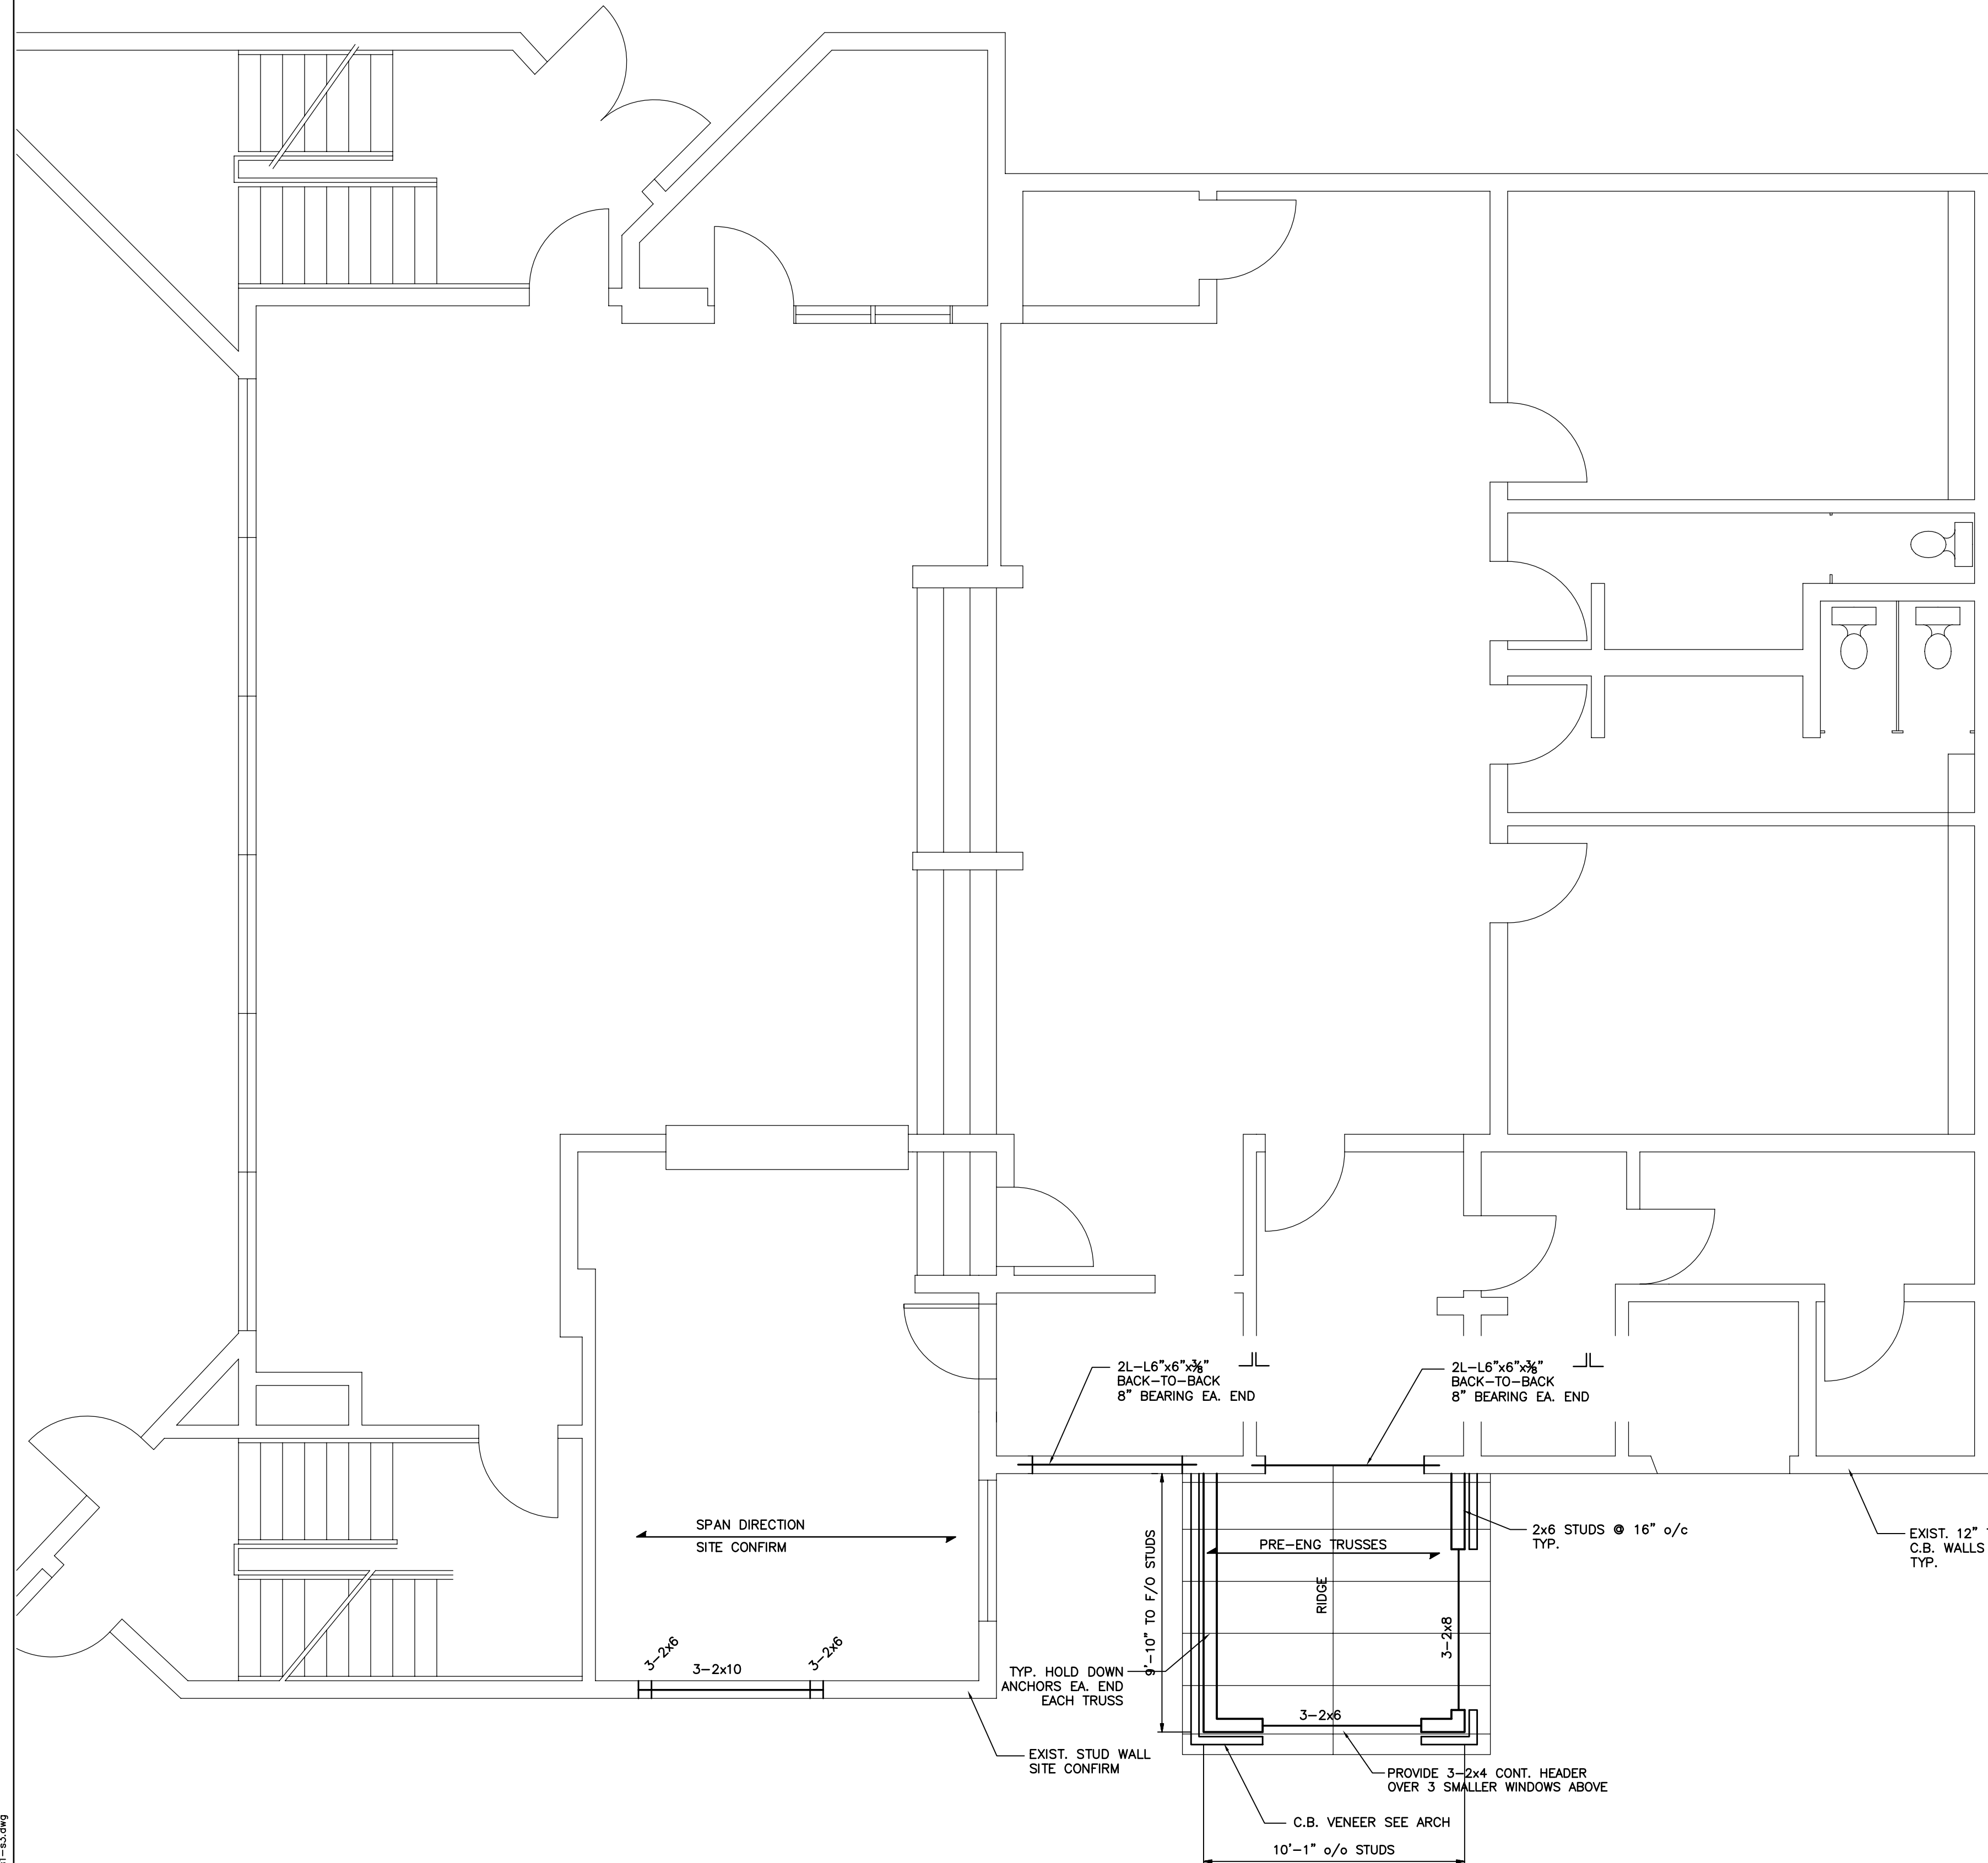 2L-L6"x6"x⅜"
BACK-TO-BACK
8" BEARING EA. END
2L-L6"x6"x⅜"
BACK-TO-BACK
8" BEARING EA. END
SPAN DIRECTION
SITE CONFIRM
PRE-ENG TRUSSES
RIDGE
2x6 STUDS @ 16" o/c
TYP.
EXIST. 12"
C.B. WALLS
TYP.
9'-10" TO F/O STUDS
3-2x8
3-2x6
3-2x10
3-2x6
TYP. HOLD DOWN
ANCHORS EA. END
EACH TRUSS
3-2x6
EXIST. STUD WALL
SITE CONFIRM
PROVIDE 3-2x4 CONT. HEADER
OVER 3 SMALLER WINDOWS ABOVE
C.B. VENEER SEE ARCH
10'-1" o/o STUDS
-s3.dwg